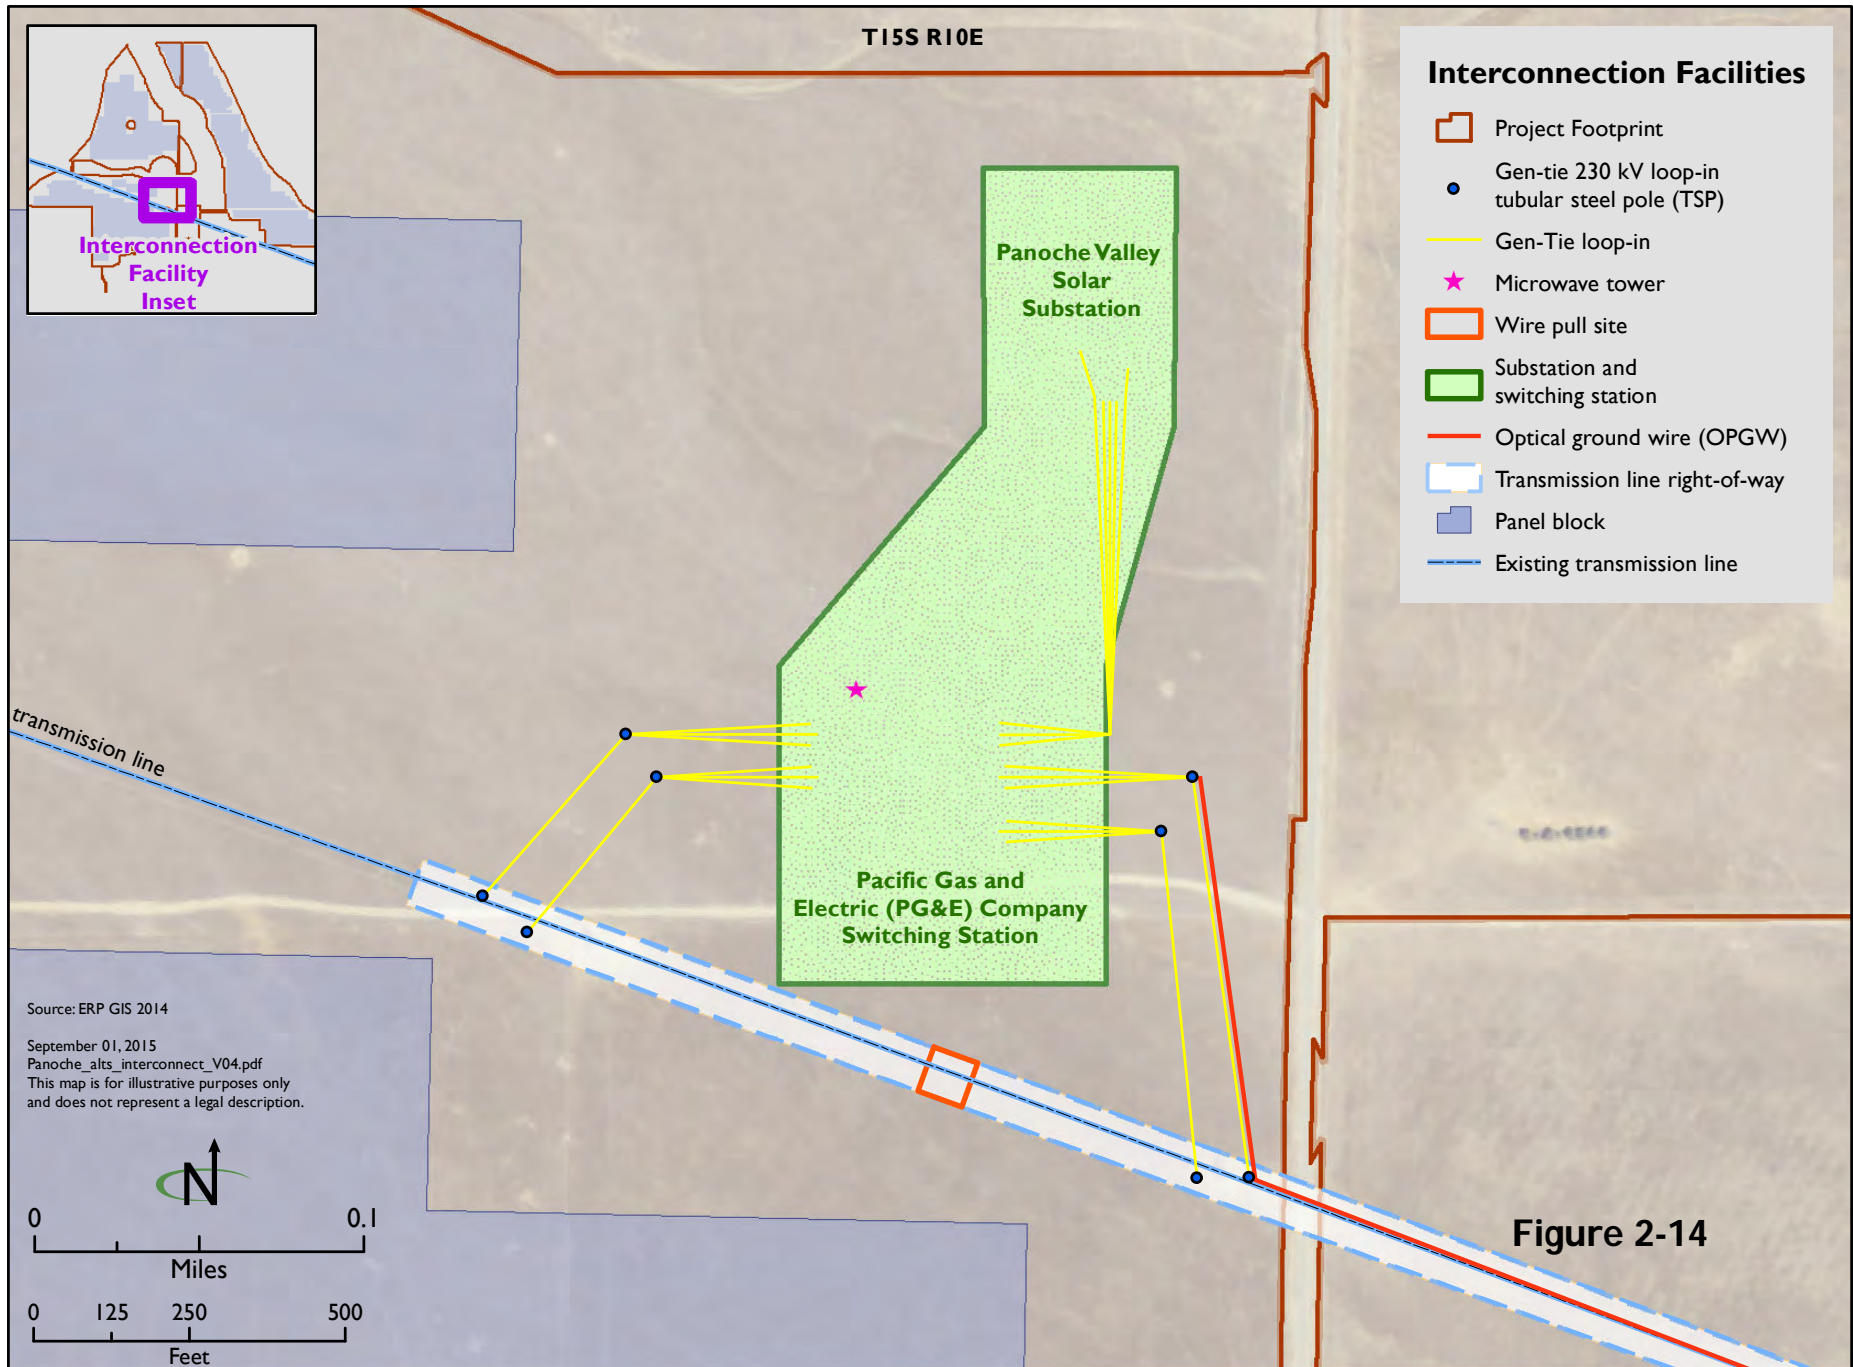 T15S R10E
Interconnection
Facility
Inset
Interconnection Facilities
Project Footprint
Gen-tie 230 kV loop-in
tubular steel pole (TSP)
Gen-Tie loop-in
Microwave tower
Wire pull site
Substation and
switching station
Optical ground wire (OPGW)
Transmission line right-of-way
Panel block
Existing transmission line
Panoche Valley
Solar
Substation
transmission line
Pacific Gas and
Electric (PG&E) Company
Switching Station
Source: ERP GIS 2014
September 01, 2015
Panoche_alts_interconnect_V04.pdf
This map is for illustrative purposes only
and does not represent a legal description.
N
0 0.1
Miles
0 125 250 500
Feet
Figure 2-14